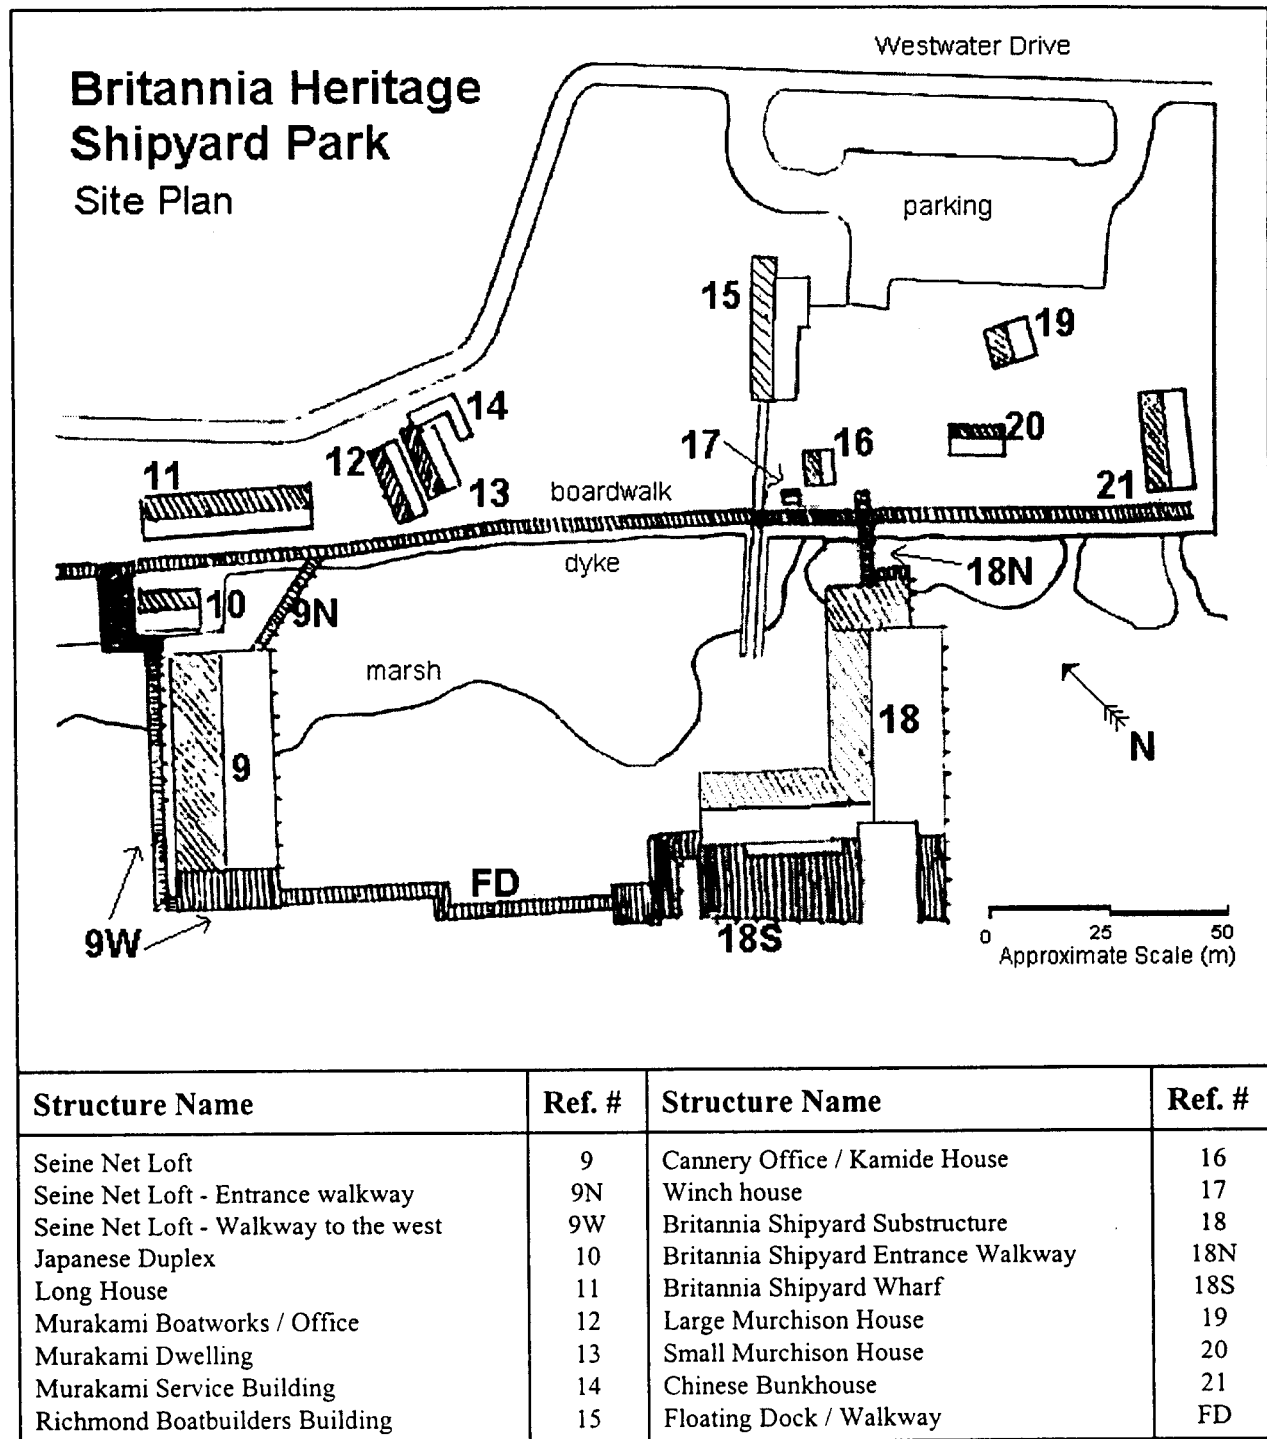 Westwater Drive
Britannia Heritage
Shipyard Park
Site Plan
parking
15
19
14
17
16
20
12
11
13
21
boardwalk
dyke
18N
10
9N
marsh
18
N
9
FD
9W
18S
0 25 50
Approximate Scale (m)
Structure Name Ref. # Structure Name Ref. #
Seine Net Loft 9 Cannery Office / Kamide House 16
Seine Net Loft - Entrance walkway 9N Winch house 17
Seine Net Loft - Walkway to the west 9W Britannia Shipyard Substructure 18
Japanese Duplex 10 Britannia Shipyard Entrance Walkway 18N
Long House 11 Britannia Shipyard Wharf 18S
Murakami Boatworks / Office 12 Large Murchison House 19
Murakami Dwelling 13 Small Murchison House 20
Murakami Service Building 14 Chinese Bunkhouse 21
Richmond Boatbuilders Building 15 Floating Dock / Walkway FD